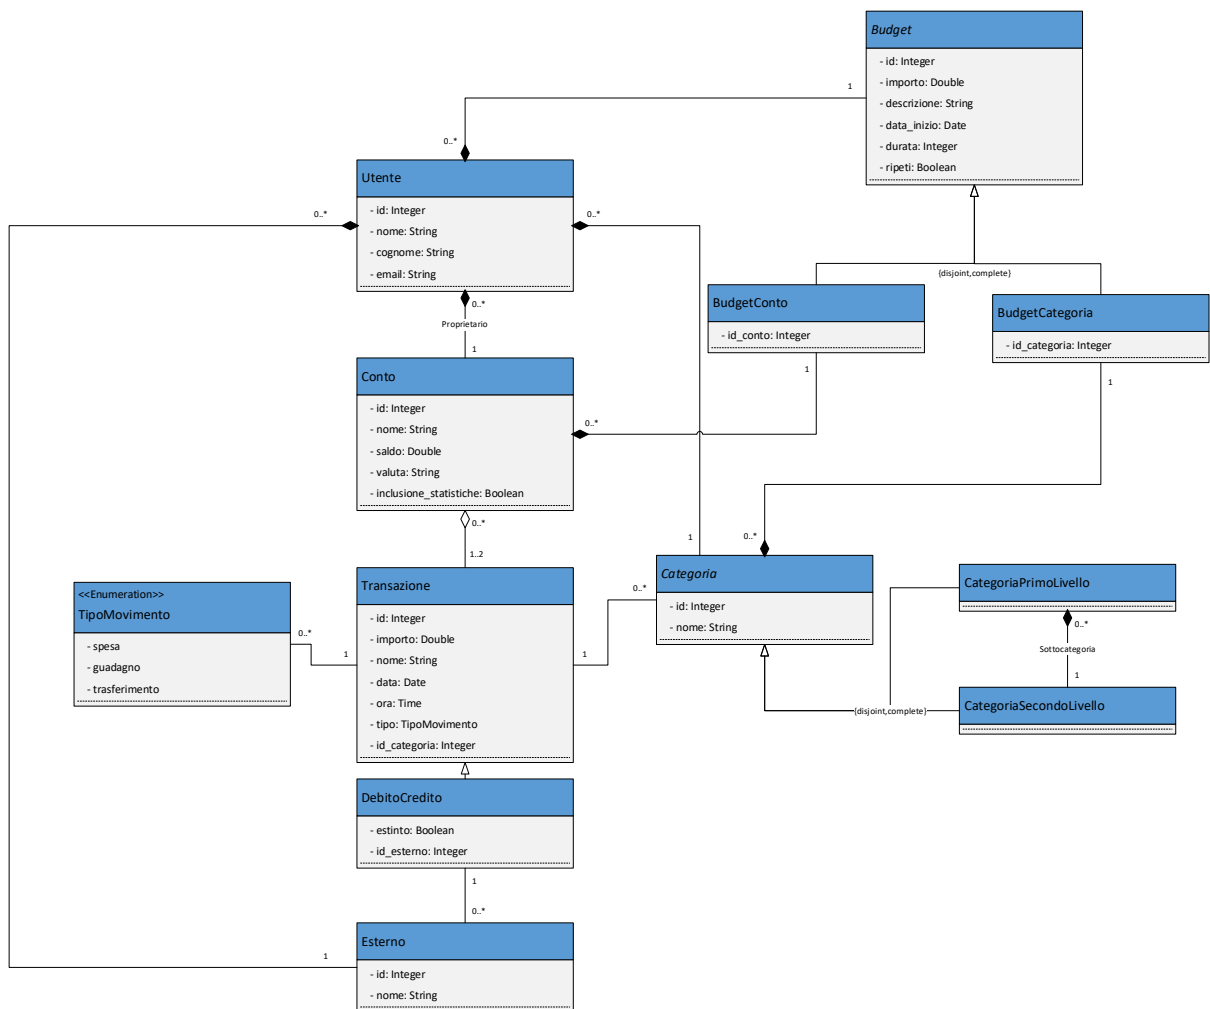 Budget
- id: Integer
- importo: Double
- descrizione: String
- data_inizio: Date
- durata: Integer
- ripeti: Boolean
1
0..*
Utente
- id: Integer
- nome: String
- cognome: String
- email: String
0..*
0..*
0..*
Proprietario
1
{disjoint,complete}
BudgetConto
- id_conto: Integer
1
BudgetCategoria
- id_categoria: Integer
1
Conto
- id: Integer
- nome: String
- saldo: Double
- valuta: String
- inclusione_statistiche: Boolean
0..*
0..*
1..2
1
0..*
Categoria
- id: Integer
- nome: String
0..*
CategoriaPrimoLivello
0..*
Sottocategoria
1
CategoriaSecondoLivello
{disjoint,complete}
<<Enumeration>>
TipoMovimento
- spesa
- guadagno
- trasferimento
0..*
1
Transazione
- id: Integer
- importo: Double
- nome: String
- data: Date
- ora: Time
- tipo: TipoMovimento
- id_categoria: Integer
1
DebitoCredito
- estinto: Boolean
- id_esterno: Integer
1
0..*
Esterno
- id: Integer
- nome: String
1